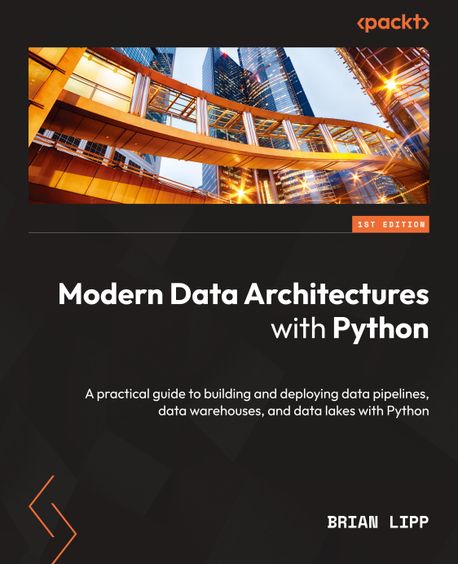 <packt>
1ST EDITION
Modern Data Architectures
with Python
A practical guide to building and deploying data pipelines,
data warehouses, and data lakes with Python
BRIAN LIPP